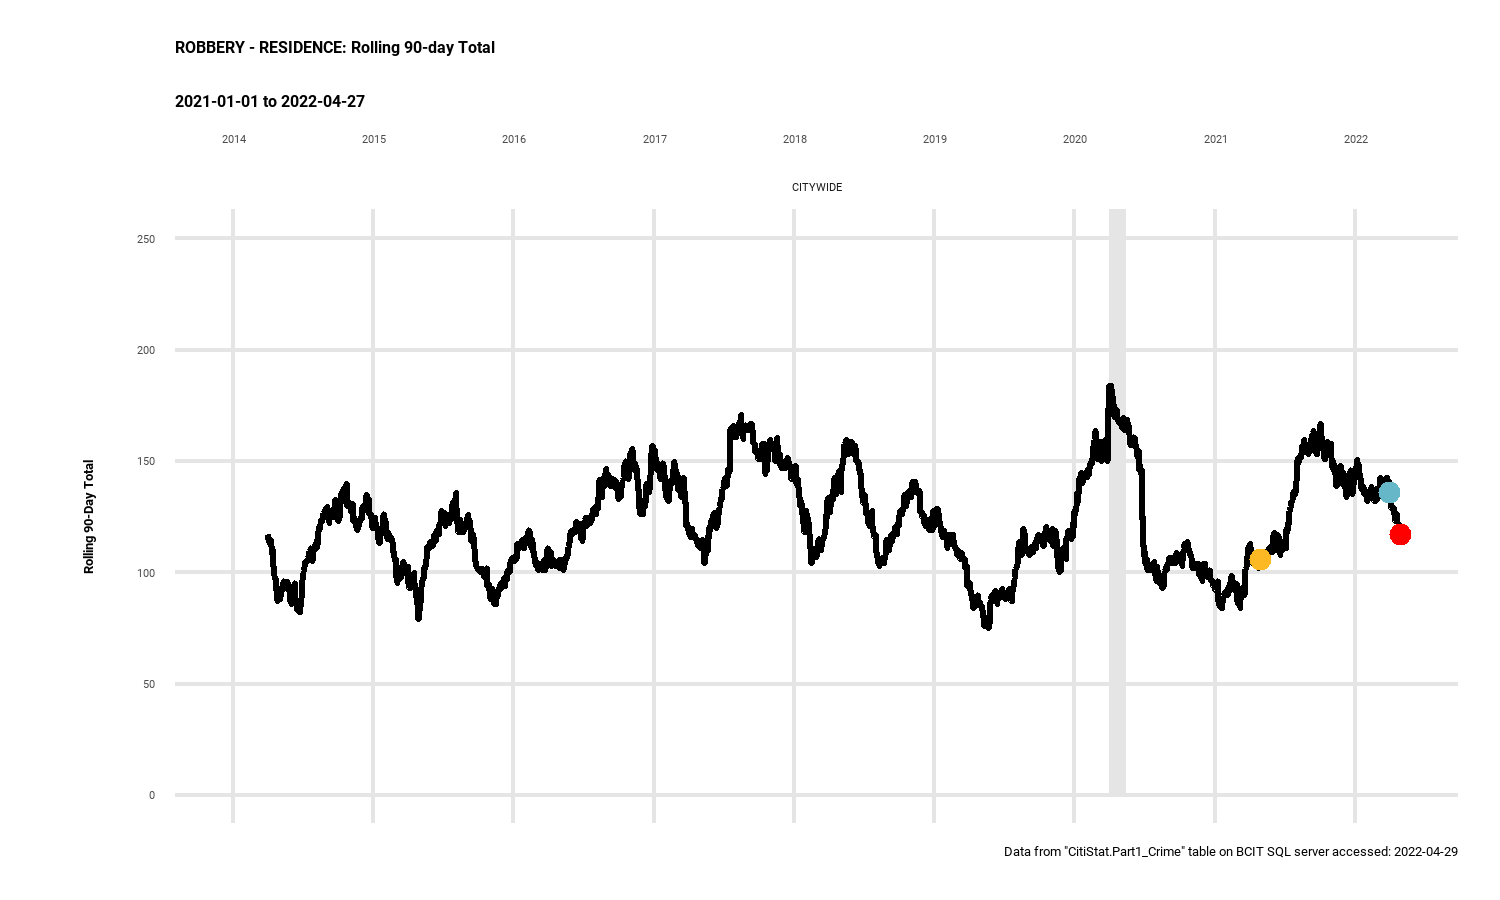 ROBBERY - RESIDENCE: Rolling 90-day Total
2021-01-01 to 2022-04-27
2014 2015 2016 2017 2018 2019 2020 2021 2022
CITYWIDE
250
200
150
100
50
0
Rolling 90-Day Total
Data from "CitiStat.Part1_Crime" table on BCIT SQL server accessed: 2022-04-29